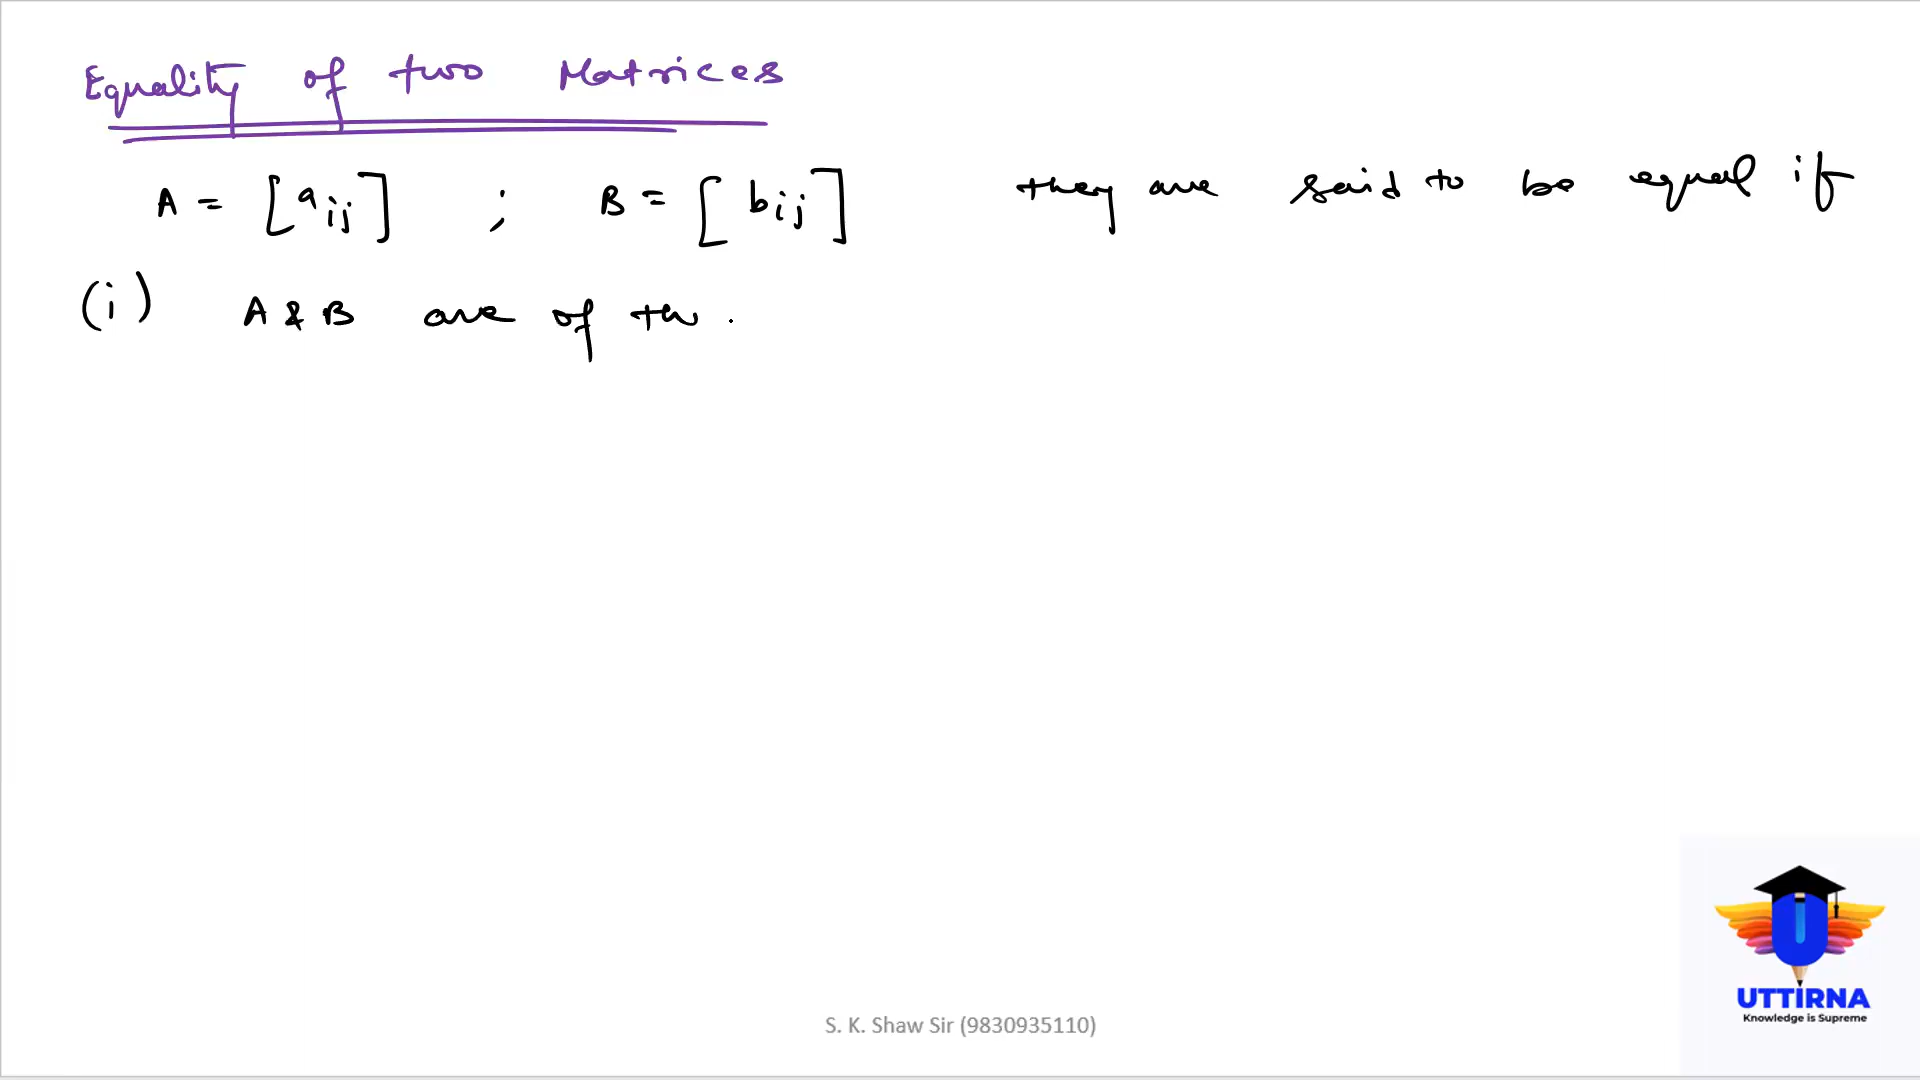 Equality of two Matrices
A = [aij] ; B = [bij] they are said to be equal if
(i) A & B are of the
UTTIRNA
Knowledge is Supreme
S. K. Shaw Sir (9830935110)